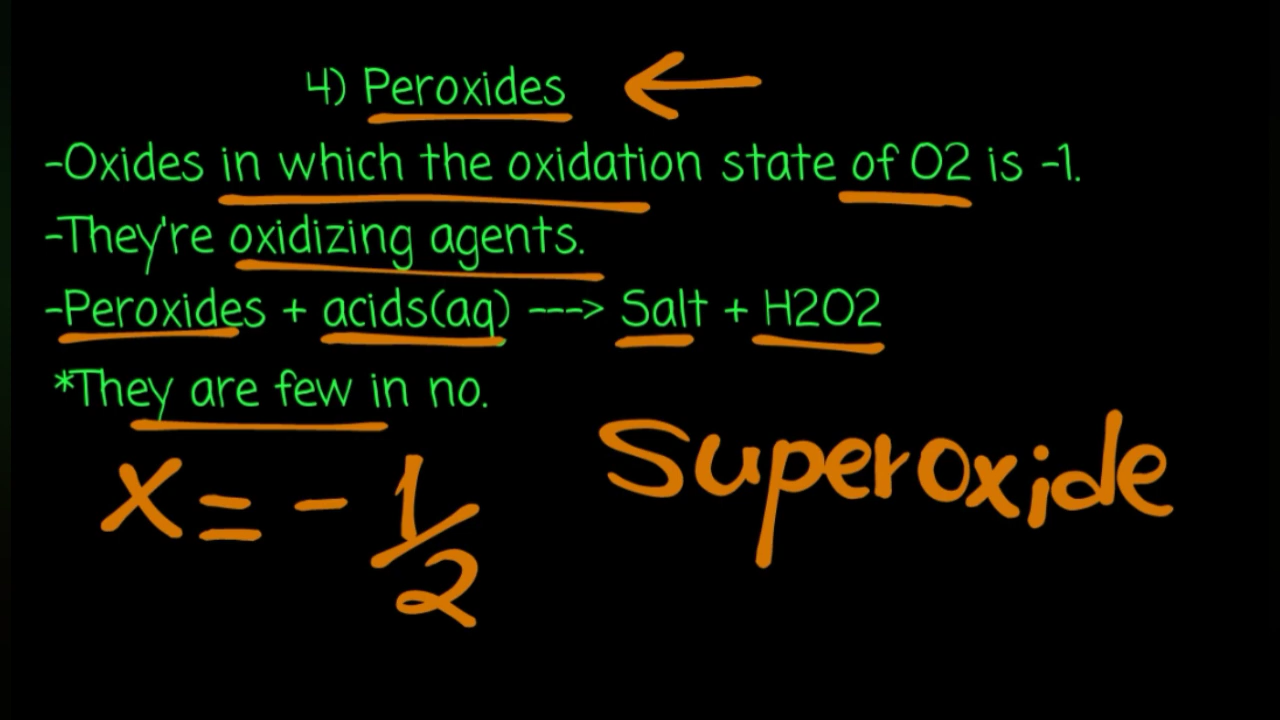 4) Peroxides
-Oxides in which the oxidation state of O2 is -1.
-They're oxidizing agents.
-Peroxides + acids(aq) ---> Salt + H2O2
*They are few in no.
x = - 1/2
Superoxide